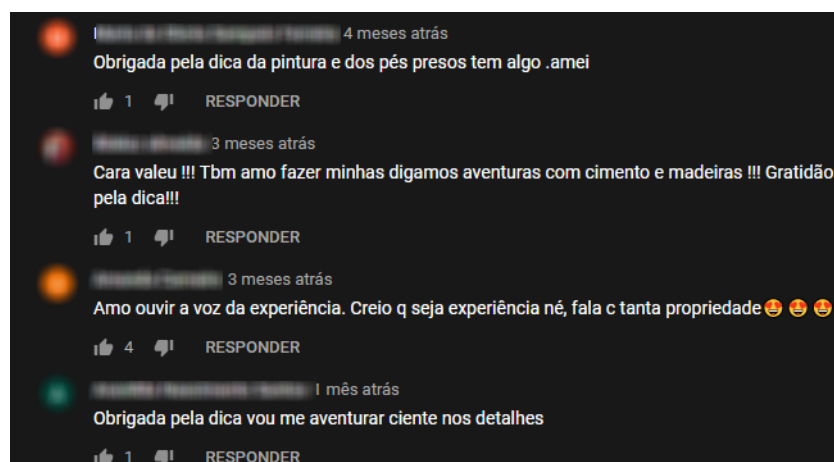 4 meses atrás
Obrigada pela dica da pintura e dos pés presos tem algo .amei
1 RESPONDER
3 meses atrás
Cara valeu !!! Tbm amo fazer minhas digamos aventuras com cimento e madeiras !!! Gratidão
pela dica!!!
1 RESPONDER
3 meses atrás
Amo ouvir a voz da experiência. Creio q seja experiência né, fala c tanta propriedade🤩 🤩 🤩
4 RESPONDER
1 mês atrás
Obrigada pela dica vou me aventurar ciente nos detalhes
1 RESPONDER